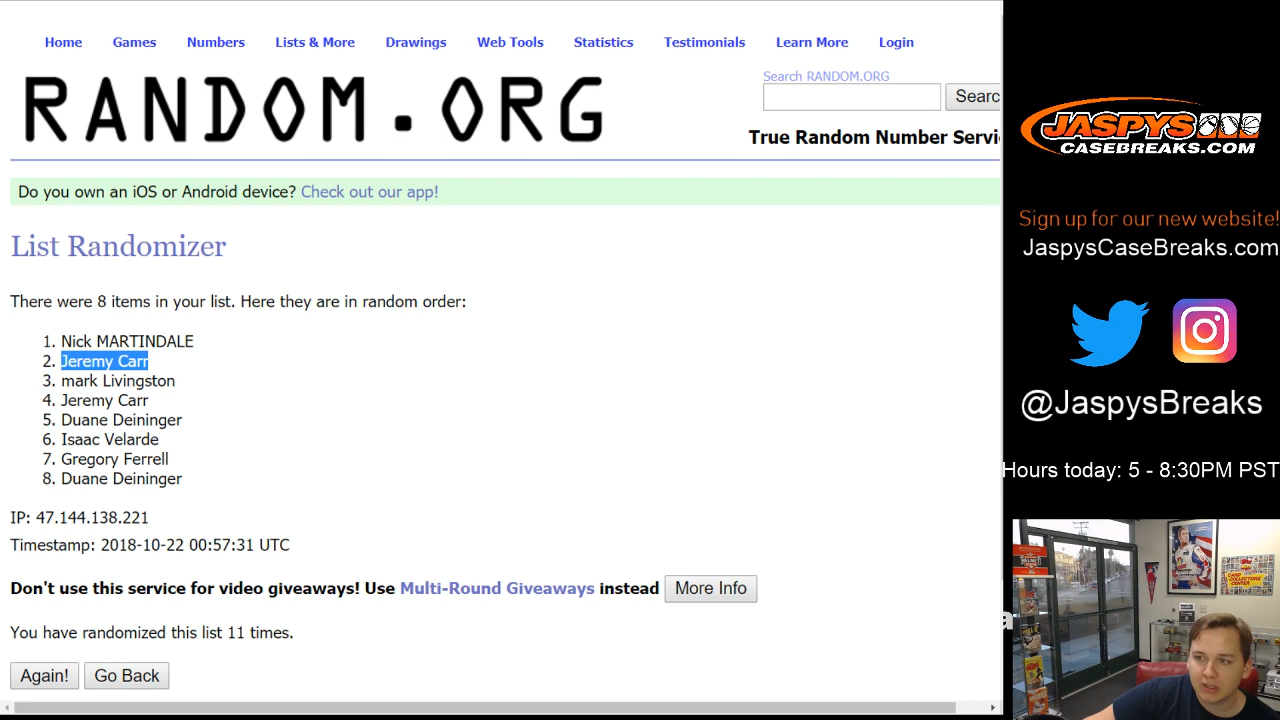 Home Games Numbers Lists & More Drawings Web Tools Statistics Testimonials Learn More Login
RANDOM.ORG
Search RANDOM.ORG
Searc
True Random Number Servi
Do you own an iOS or Android device? Check out our app!
List Randomizer
There were 8 items in your list. Here they are in random order:
1. Nick MARTINDALE
2. Jeremy Carr
3. mark Livingston
4. Jeremy Carr
5. Duane Deininger
6. Isaac Velarde
7. Gregory Ferrell
8. Duane Deininger
IP: 47.144.138.221
Timestamp: 2018-10-22 00:57:31 UTC
Don't use this service for video giveaways! Use Multi-Round Giveaways instead More Info
You have randomized this list 11 times.
Again! Go Back
JASPYS
CASEBREAKS.COM
Sign up for our new website!
JaspysCaseBreaks.com
@JaspysBreaks
Hours today: 5 - 8:30PM PST
a
CARD
COLLECTORS
CENTER